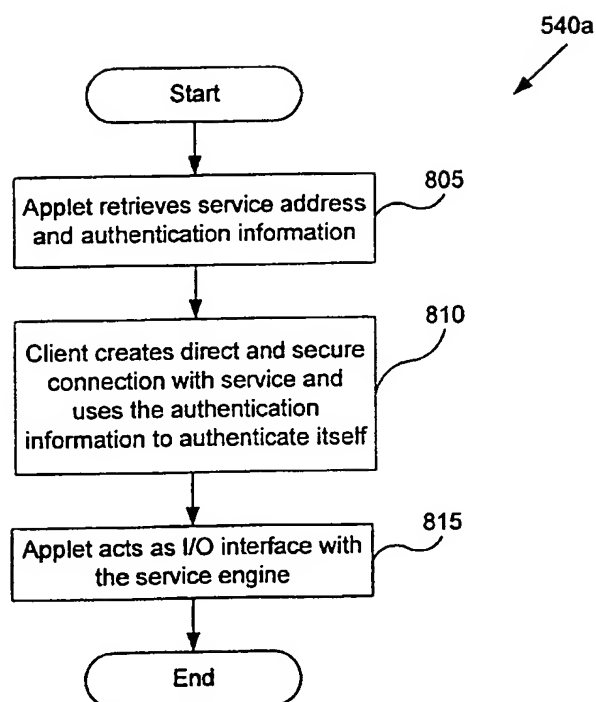 540a
Start
805
Applet retrieves service address
and authentication information
810
Client creates direct and secure
connection with service and
uses the authentication
information to authenticate itself
815
Applet acts as I/O interface with
the service engine
End